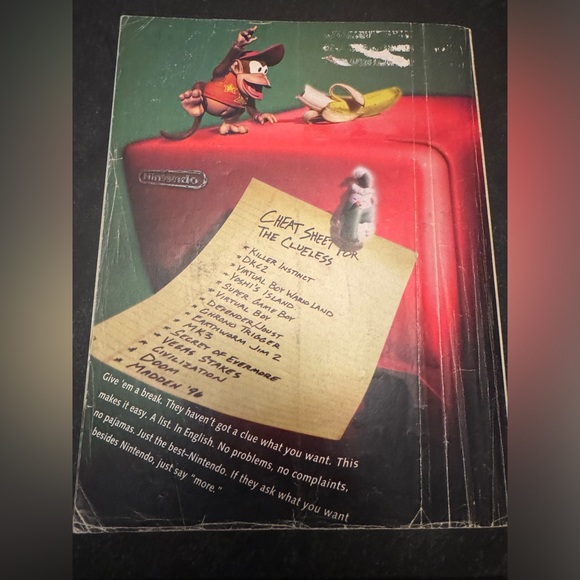 Nintendo
CHEAT SHEET FOR
THE CLUELESS
* KILLER INSTINCT
* DKC2
* VIRTUAL BOY WARIO LAND
* YOSHI'S ISLAND
* SUPER GAME BOY
* VIRTUAL BOY
* DEFENDER/JOUST
* CHRONO TRIGGER
* EARTHWORM JIM 2
* MK3
* SECRET OF EVERMORE
* VEGAS STAKES
* CIVILIZATION
* DOOM
* MADDEN '96
Give 'em a break. They haven't got a clue what you want. This
makes it easy. A list. In English. No problems, no complaints,
no pajamas. Just the best–Nintendo. If they ask what you want
besides Nintendo, just say "more."